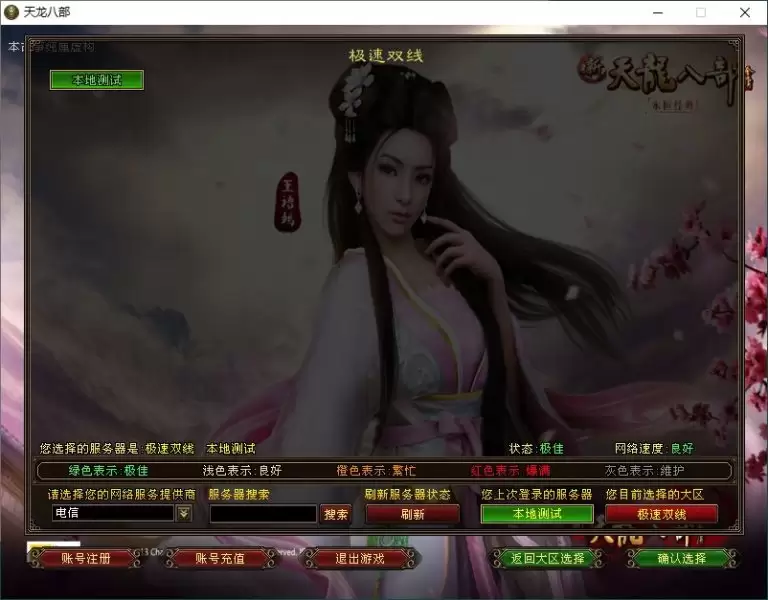 天龙八部
极速双线
本地测试
新天龍八部
王语嫣
您选择的服务器是:极速双线 本地测试 状态:极佳 网络速度:良好
绿色表示:极佳 浅色表示:良好 橙色表示:繁忙 红色表示:爆满 灰色表示:维护
请选择您的网络服务提供商 服务器搜索 刷新服务器状态 您上次登录的服务器 您目前选择的大区
电信 搜索 刷新 本地测试 极速双线
账号注册 账号充值 退出游戏 返回大区选择 确认选择